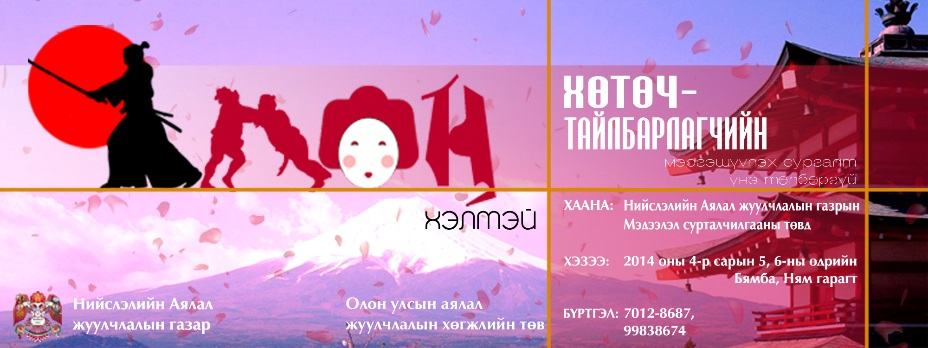 ЯПОН
ХЭЛТЭЙ
ХӨТӨЧ-
ТАЙЛБАРЛАГЧИЙН
мэргэшүүлэх сургалт
үнэ төлбөргүй
ХААНА: Нийслэлийн Аялал жуулчлалын газрын
Мэдээлэл сурталчилгааны төвд
ХЭЗЭЭ: 2014 оны 4-р сарын 5, 6-ны өдрийн
Бямба, Ням гарагт
БҮРТГЭЛ: 7012-8687,
99838674
Нийслэлийн Аялал
жуулчлалын газар
Олон улсын аялал
жуулчлалын хөгжлийн төв